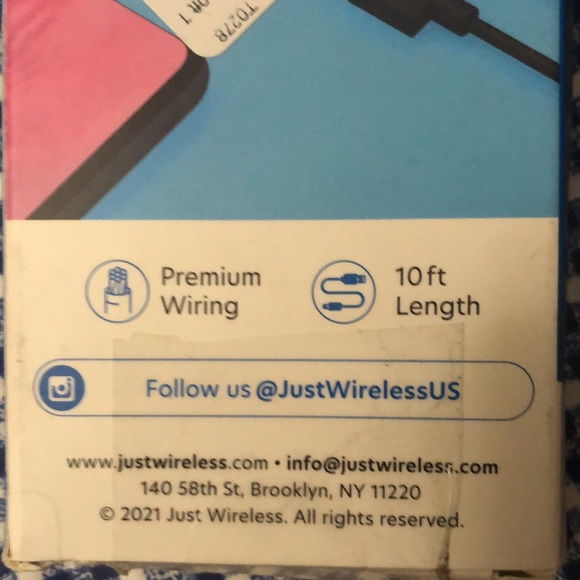 T0278
Premium
Wiring
10 ft
Length
Follow us @JustWirelessUS
www.justwireless.com • info@justwireless.com
140 58th St, Brooklyn, NY 11220
© 2021 Just Wireless. All rights reserved.